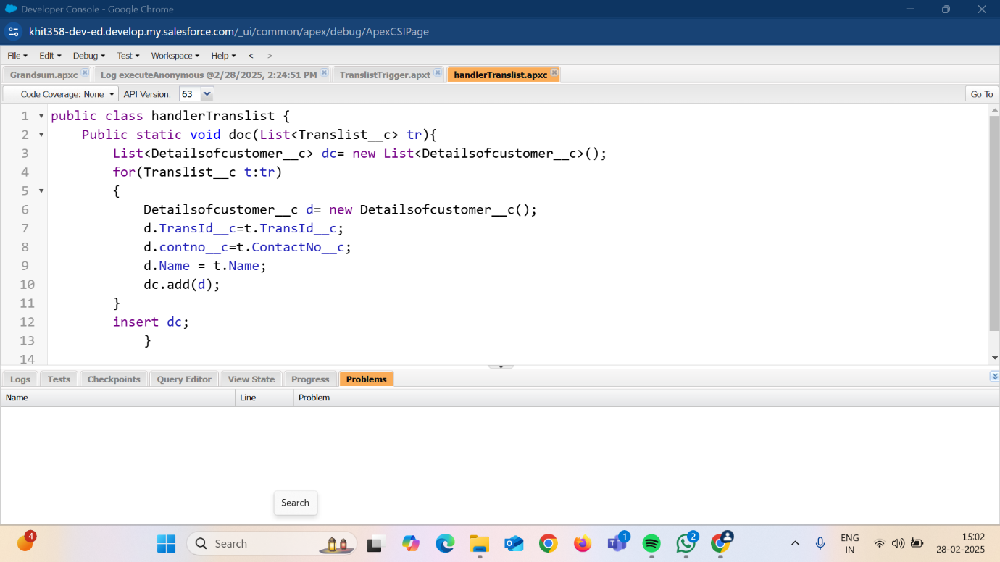 Developer Console - Google Chrome
khit358-dev-ed.develop.my.salesforce.com/_ui/common/apex/debug/ApexCSIPage
File Edit Debug Test Workspace Help < >
Grandsum.apxc Log executeAnonymous @2/28/2025, 2:24:51 PM TranslistTrigger.apxt handlerTranslist.apxc
Code Coverage: None API Version: 63 Go To
1 public class handlerTranslist {
2 Public static void doc(List<Translist__c> tr){
3 List<Detailsofcustomer__c> dc= new List<Detailsofcustomer__c>();
4 for(Translist__c t:tr)
5 {
6 Detailsofcustomer__c d= new Detailsofcustomer__c();
7 d.TransId__c=t.TransId__c;
8 d.contno__c=t.ContactNo__c;
9 d.Name = t.Name;
10 dc.add(d);
11 }
12 insert dc;
13 }
14
Logs Tests Checkpoints Query Editor View State Progress Problems
Name Line Problem
Search
4 Search 1 2 ENG 15:02
IN 28-02-2025